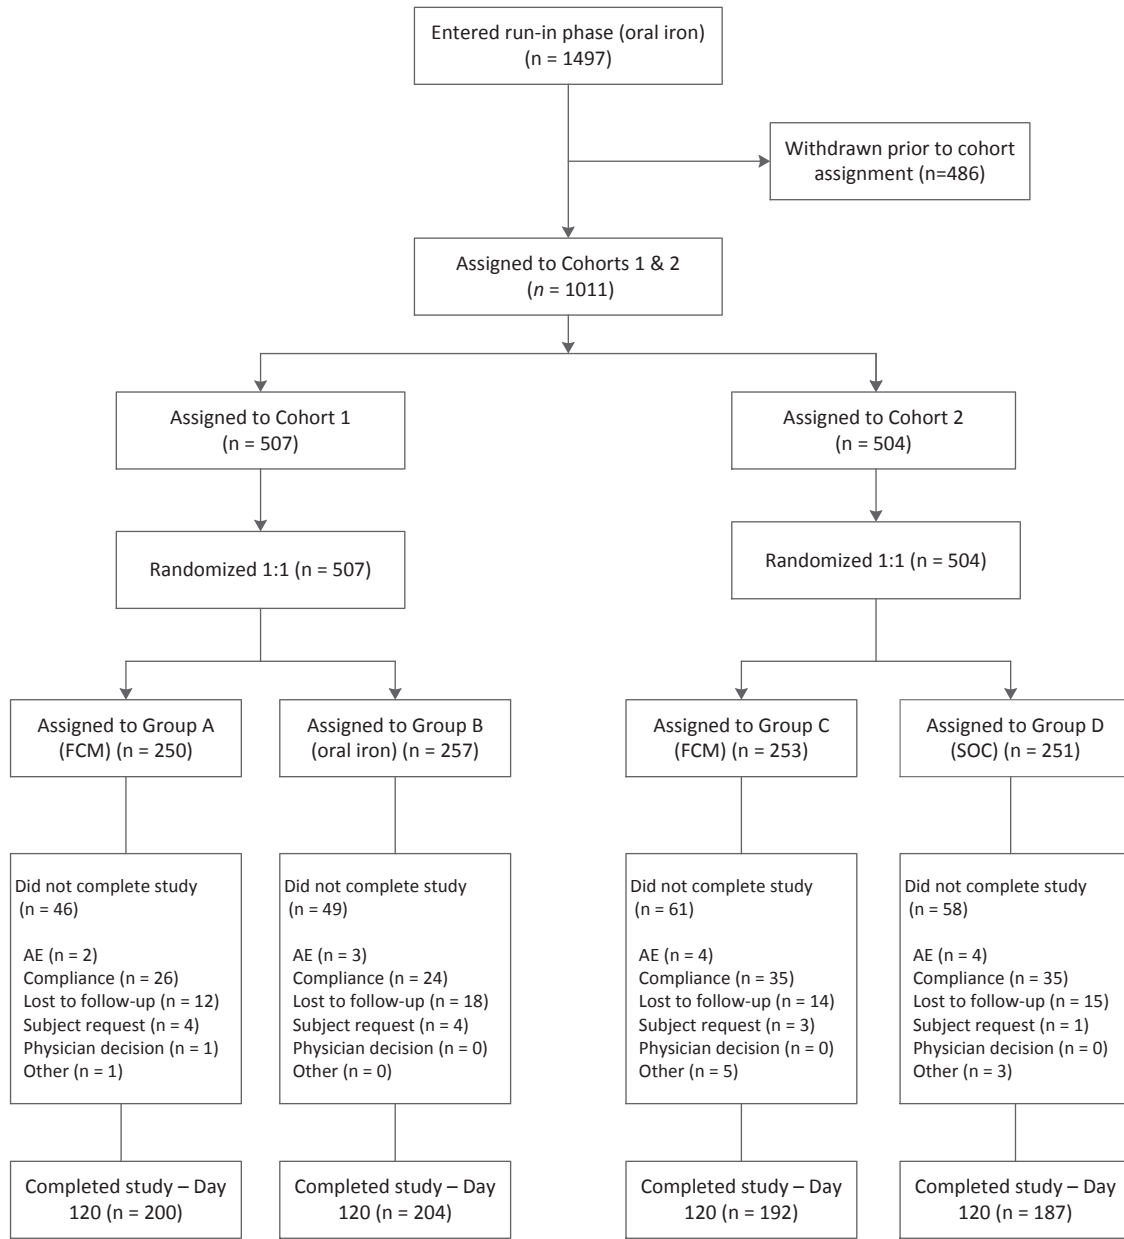 Entered run-in phase (oral iron)
(n = 1497)
Withdrawn prior to cohort
assignment (n=486)
Assigned to Cohorts 1 & 2
(n = 1011)
Assigned to Cohort 1
(n = 507)
Assigned to Cohort 2
(n = 504)
Randomized 1:1 (n = 507)
Randomized 1:1 (n = 504)
Assigned to Group A
(FCM) (n = 250)
Assigned to Group B
(oral iron) (n = 257)
Assigned to Group C
(FCM) (n = 253)
Assigned to Group D
(SOC) (n = 251)
Did not complete study
(n = 46)
AE (n = 2)
Compliance (n = 26)
Lost to follow-up (n = 12)
Subject request (n = 4)
Physician decision (n = 1)
Other (n = 1)
Did not complete study
(n = 49)
AE (n = 3)
Compliance (n = 24)
Lost to follow-up (n = 18)
Subject request (n = 4)
Physician decision (n = 0)
Other (n = 0)
Did not complete study
(n = 61)
AE (n = 4)
Compliance (n = 35)
Lost to follow-up (n = 14)
Subject request (n = 3)
Physician decision (n = 0)
Other (n = 5)
Did not complete study
(n = 58)
AE (n = 4)
Compliance (n = 35)
Lost to follow-up (n = 15)
Subject request (n = 1)
Physician decision (n = 0)
Other (n = 3)
Completed study – Day
120 (n = 200)
Completed study – Day
120 (n = 204)
Completed study – Day
120 (n = 192)
Completed study – Day
120 (n = 187)